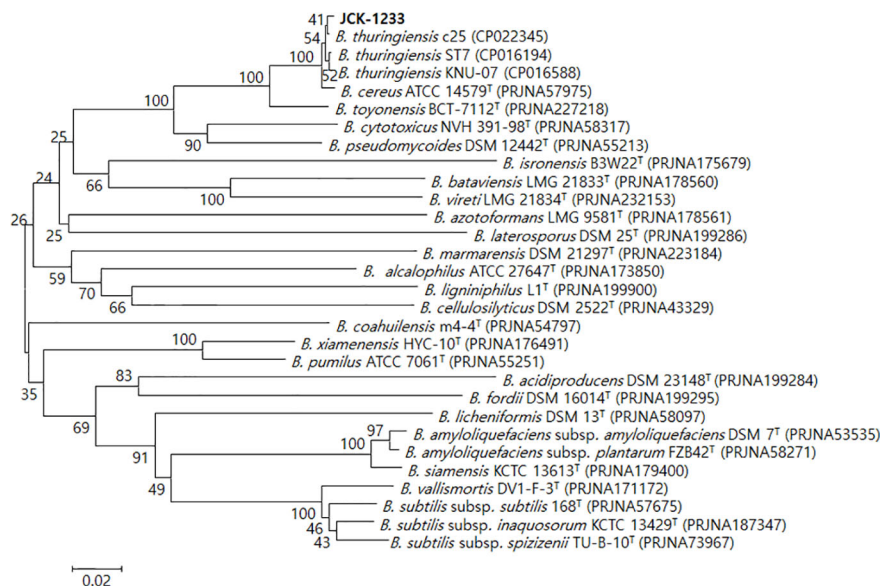 41 JCK-1233
54 B. thuringiensis c25 (CP022345)
B. thuringiensis ST7 (CP016194)
100 52 B. thuringiensis KNU-07 (CP016588)
100 B. cereus ATCC 14579ᵀ (PRJNA57975)
100 B. toyonensis BCT-7112ᵀ (PRJNA227218)
25 B. cytotoxicus NVH 391-98ᵀ (PRJNA58317)
90 B. pseudomycoides DSM 12442ᵀ (PRJNA55213)
B. isronensis B3W22ᵀ (PRJNA175679)
24 66 B. bataviensis LMG 21833ᵀ (PRJNA178560)
100 B. vireti LMG 21834ᵀ (PRJNA232153)
26 B. azotoformans LMG 9581ᵀ (PRJNA178561)
25 B. laterosporus DSM 25ᵀ (PRJNA199286)
B. marmarensis DSM 21297ᵀ (PRJNA223184)
59 B. alcalophilus ATCC 27647ᵀ (PRJNA173850)
70 B. ligniniphilus L1ᵀ (PRJNA199900)
66 B. cellulosilyticus DSM 2522ᵀ (PRJNA43329)
B. coahuilensis m4-4ᵀ (PRJNA54797)
100 B. xiamenensis HYC-10ᵀ (PRJNA176491)
B. pumilus ATCC 7061ᵀ (PRJNA55251)
83 B. acidiproducens DSM 23148ᵀ (PRJNA199284)
35 B. fordii DSM 16014ᵀ (PRJNA199295)
69 B. licheniformis DSM 13ᵀ (PRJNA58097)
97 B. amyloliquefaciens subsp. amyloliquefaciens DSM 7ᵀ (PRJNA53535)
100 B. amyloliquefaciens subsp. plantarum FZB42ᵀ (PRJNA58271)
91 B. siamensis KCTC 13613ᵀ (PRJNA179400)
49 B. vallismortis DV1-F-3ᵀ (PRJNA171172)
100 B. subtilis subsp. subtilis 168ᵀ (PRJNA57675)
46 B. subtilis subsp. inaquosorum KCTC 13429ᵀ (PRJNA187347)
43 B. subtilis subsp. spizizenii TU-B-10ᵀ (PRJNA73967)
0.02